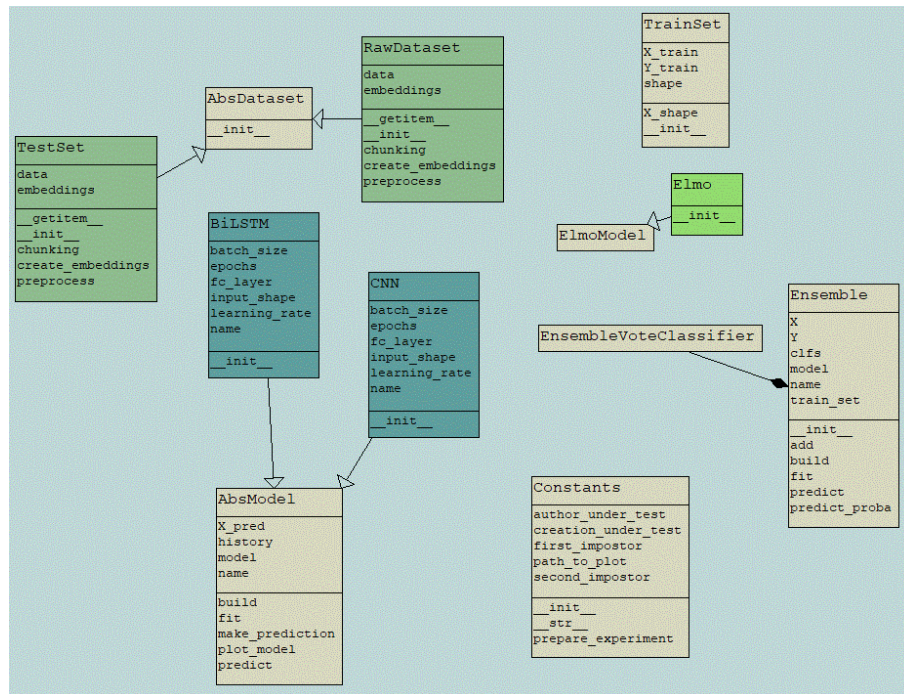 RawDataset
data
embeddings
__getitem__
__init__
chunking
create_embeddings
preprocess
TrainSet
X_train
Y_train
shape
X_shape
__init__
AbsDataset
__init__
TestSet
data
embeddings
__getitem__
__init__
chunking
create_embeddings
preprocess
Elmo
__init__
ElmoModel
BiLSTM
batch_size
epochs
fc_layer
input_shape
learning_rate
name
__init__
CNN
batch_size
epochs
fc_layer
input_shape
learning_rate
name
__init__
EnsembleVoteClassifier
Ensemble
X
Y
clfs
model
name
train_set
__init__
add
build
fit
predict
predict_proba
AbsModel
X_pred
history
model
name
build
fit
make_prediction
plot_model
predict
Constants
author_under_test
creation_under_test
first_impostor
path_to_plot
second_impostor
__init__
__str__
prepare_experiment